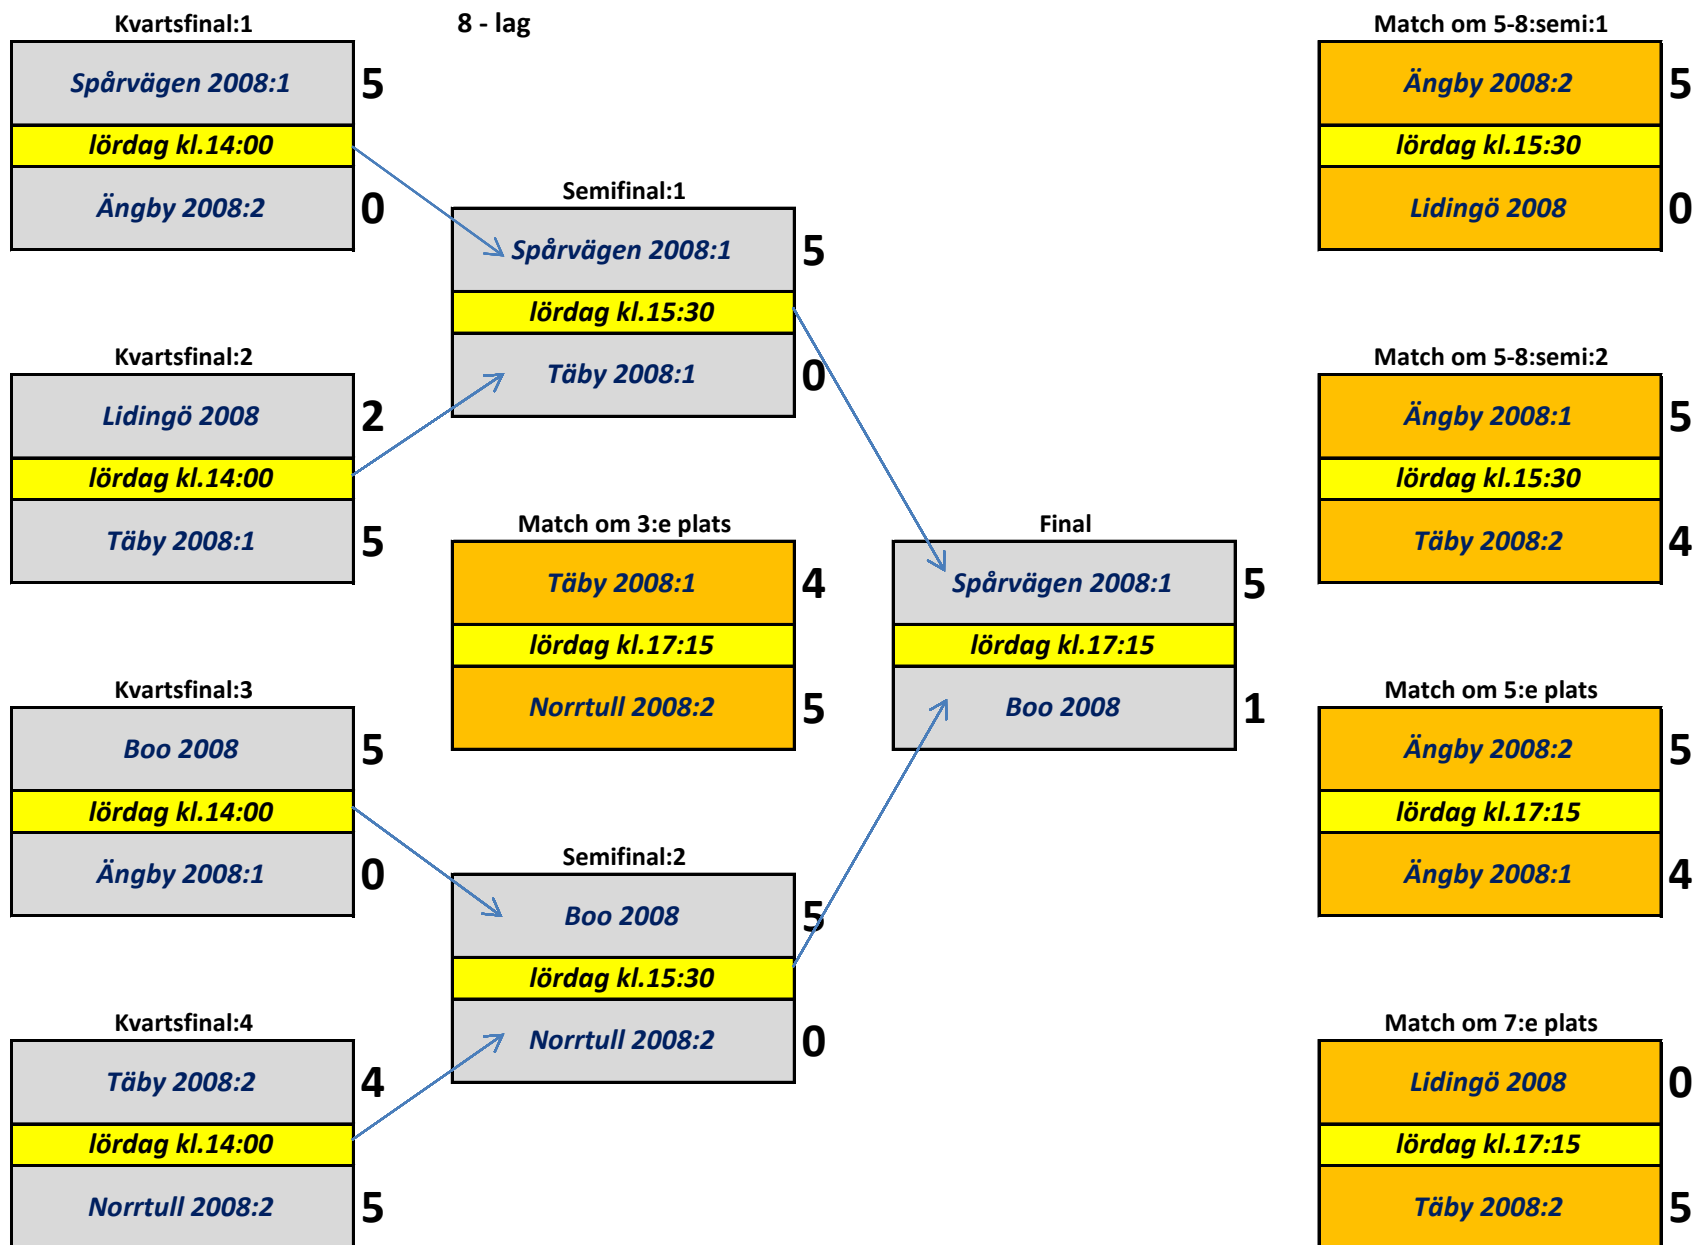 Kvartsfinal:1
8 - lag
Spårvägen 2008:1
5
lördag kl.14:00
Ängby 2008:2
0
Kvartsfinal:2
Lidingö 2008
2
lördag kl.14:00
Täby 2008:1
5
Kvartsfinal:3
Boo 2008
5
lördag kl.14:00
Ängby 2008:1
0
Kvartsfinal:4
Täby 2008:2
4
lördag kl.14:00
Norrtull 2008:2
5
Semifinal:1
Spårvägen 2008:1
5
lördag kl.15:30
Täby 2008:1
0
Match om 3:e plats
Täby 2008:1
4
lördag kl.17:15
Norrtull 2008:2
5
Semifinal:2
Boo 2008
5
lördag kl.15:30
Norrtull 2008:2
0
Final
Spårvägen 2008:1
5
lördag kl.17:15
Boo 2008
1
Match om 5-8:semi:1
Ängby 2008:2
5
lördag kl.15:30
Lidingö 2008
0
Match om 5-8:semi:2
Ängby 2008:1
5
lördag kl.15:30
Täby 2008:2
4
Match om 5:e plats
Ängby 2008:2
5
lördag kl.17:15
Ängby 2008:1
4
Match om 7:e plats
Lidingö 2008
0
lördag kl.17:15
Täby 2008:2
5